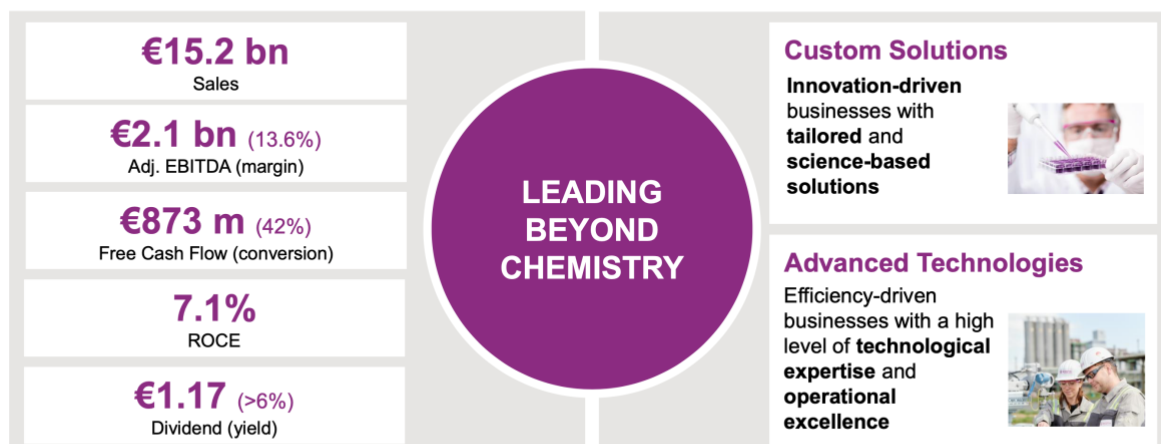 €15.2 bn
Sales
€2.1 bn (13.6%)
Adj. EBITDA (margin)
€873 m (42%)
Free Cash Flow (conversion)
7.1%
ROCE
€1.17 (>6%)
Dividend (yield)
LEADING
BEYOND
CHEMISTRY
Custom Solutions
Innovation-driven
businesses with
tailored and
science-based
solutions
Advanced Technologies
Efficiency-driven
businesses with a high
level of technological
expertise and
operational
excellence